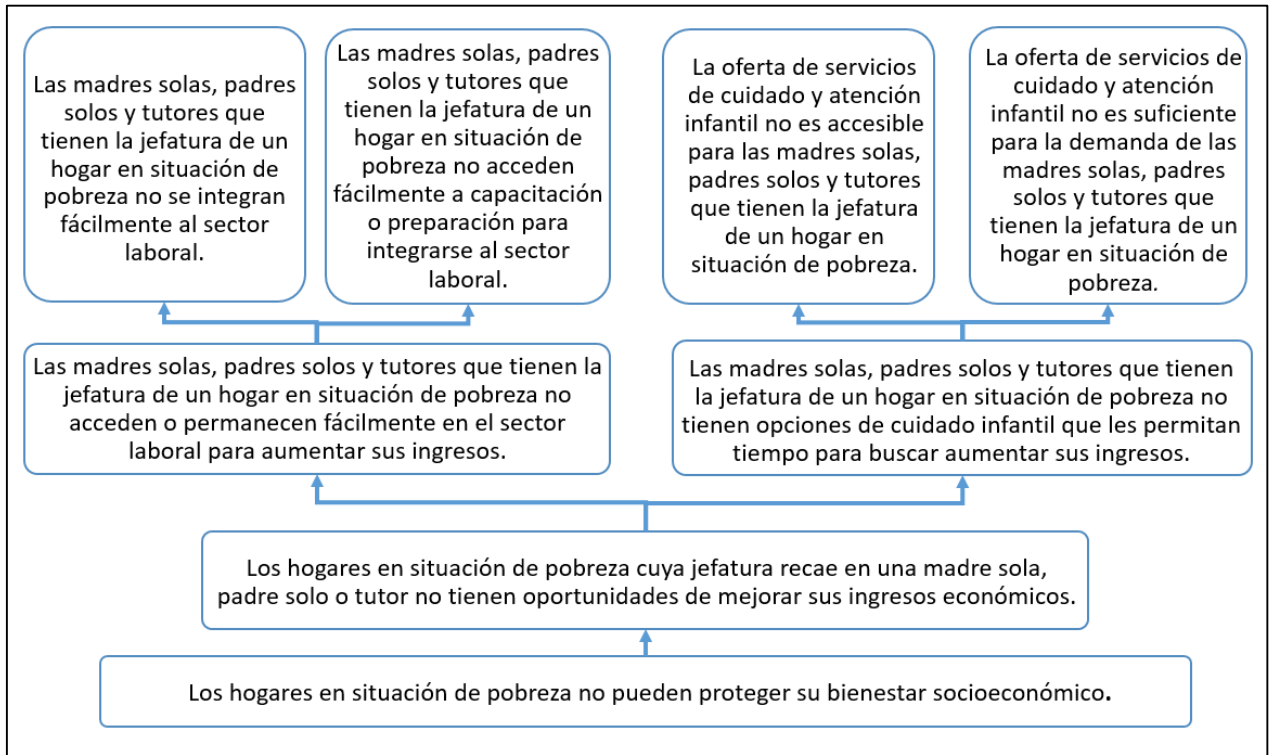 Las madres solas, padres
solos y tutores que
tienen la jefatura de un
hogar en situación de
pobreza no se integran
fácilmente al sector
laboral.
Las madres solas, padres
solos y tutores que
tienen la jefatura de un
hogar en situación de
pobreza no acceden
fácilmente a capacitación
o preparación para
integrarse al sector
laboral.
La oferta de servicios
de cuidado y atención
infantil no es accesible
para las madres solas,
padres solos y tutores
que tienen la jefatura
de un hogar en
situación de pobreza.
La oferta de servicios de
cuidado y atención
infantil no es suficiente
para la demanda de las
madres solas, padres
solos y tutores que
tienen la jefatura de un
hogar en situación de
pobreza.
Las madres solas, padres solos y tutores que tienen la
jefatura de un hogar en situación de pobreza no
acceden o permanecen fácilmente en el sector
laboral para aumentar sus ingresos.
Las madres solas, padres solos y tutores que tienen
la jefatura de un hogar en situación de pobreza no
tienen opciones de cuidado infantil que les permitan
tiempo para buscar aumentar sus ingresos.
Los hogares en situación de pobreza cuya jefatura recae en una madre sola,
padre solo o tutor no tienen oportunidades de mejorar sus ingresos económicos.
Los hogares en situación de pobreza no pueden proteger su bienestar socioeconómico.